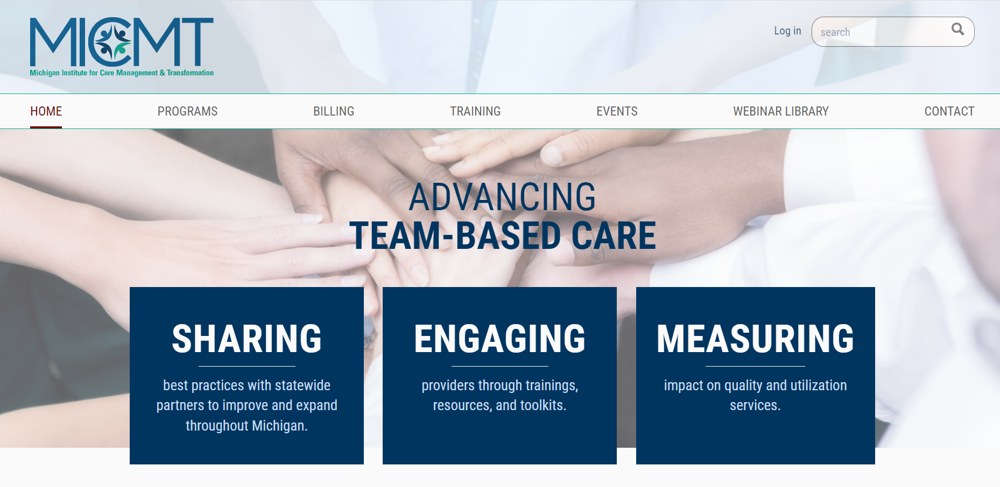 MICMT
Michigan Institute for Care Management & Transformation
Log in
search
HOME
PROGRAMS
BILLING
TRAINING
EVENTS
WEBINAR LIBRARY
CONTACT
ADVANCING
TEAM-BASED CARE
SHARING
best practices with statewide
partners to improve and expand
throughout Michigan.
ENGAGING
providers through trainings,
resources, and toolkits.
MEASURING
impact on quality and utilization
services.